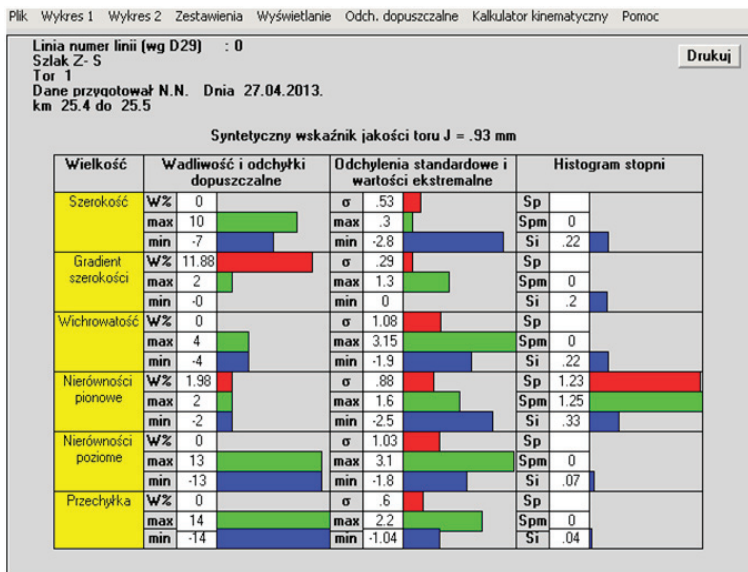 Plik Wykres 1 Wykres 2 Zestawienia Wyświetlanie Odch. dopuszczalne Kalkulator kinematyczny Pomoc
Linia numer linii (wg D29) : 0
Drukuj
Szlak Z- S
Tor 1
Dane przygotował N.N. Dnia 27.04.2013.
km 25.4 do 25.5
Syntetyczny wskaźnik jakości toru J = .93 mm
Wielkość Wadliwość i odchyłki Odchylenia standardowe i Histogram stopni
dopuszczalne wartości ekstremalne
Szerokość W% 0 σ .53 Sp
max 10 max .3 Spm 0
min -7 min -2.8 Si .22
Gradient W% 11.88 σ .29 Sp
szerokości max 2 max 1.3 Spm 0
min -0 min 0 Si .2
Wichrowatość W% 0 σ 1.08 Sp
max 4 max 3.15 Spm 0
min -4 min -1.9 Si .22
Nierówności W% 1.98 σ .88 Sp 1.23
pionowe max 2 max 1.6 Spm 1.25
min -2 min -2.5 Si .33
Nierówności W% 0 σ 1.03 Sp
poziome max 13 max 3.1 Spm 0
min -13 min -1.8 Si .07
Przechyłka W% 0 σ .6 Sp
max 14 max 2.2 Spm 0
min -14 min -1.04 Si .04